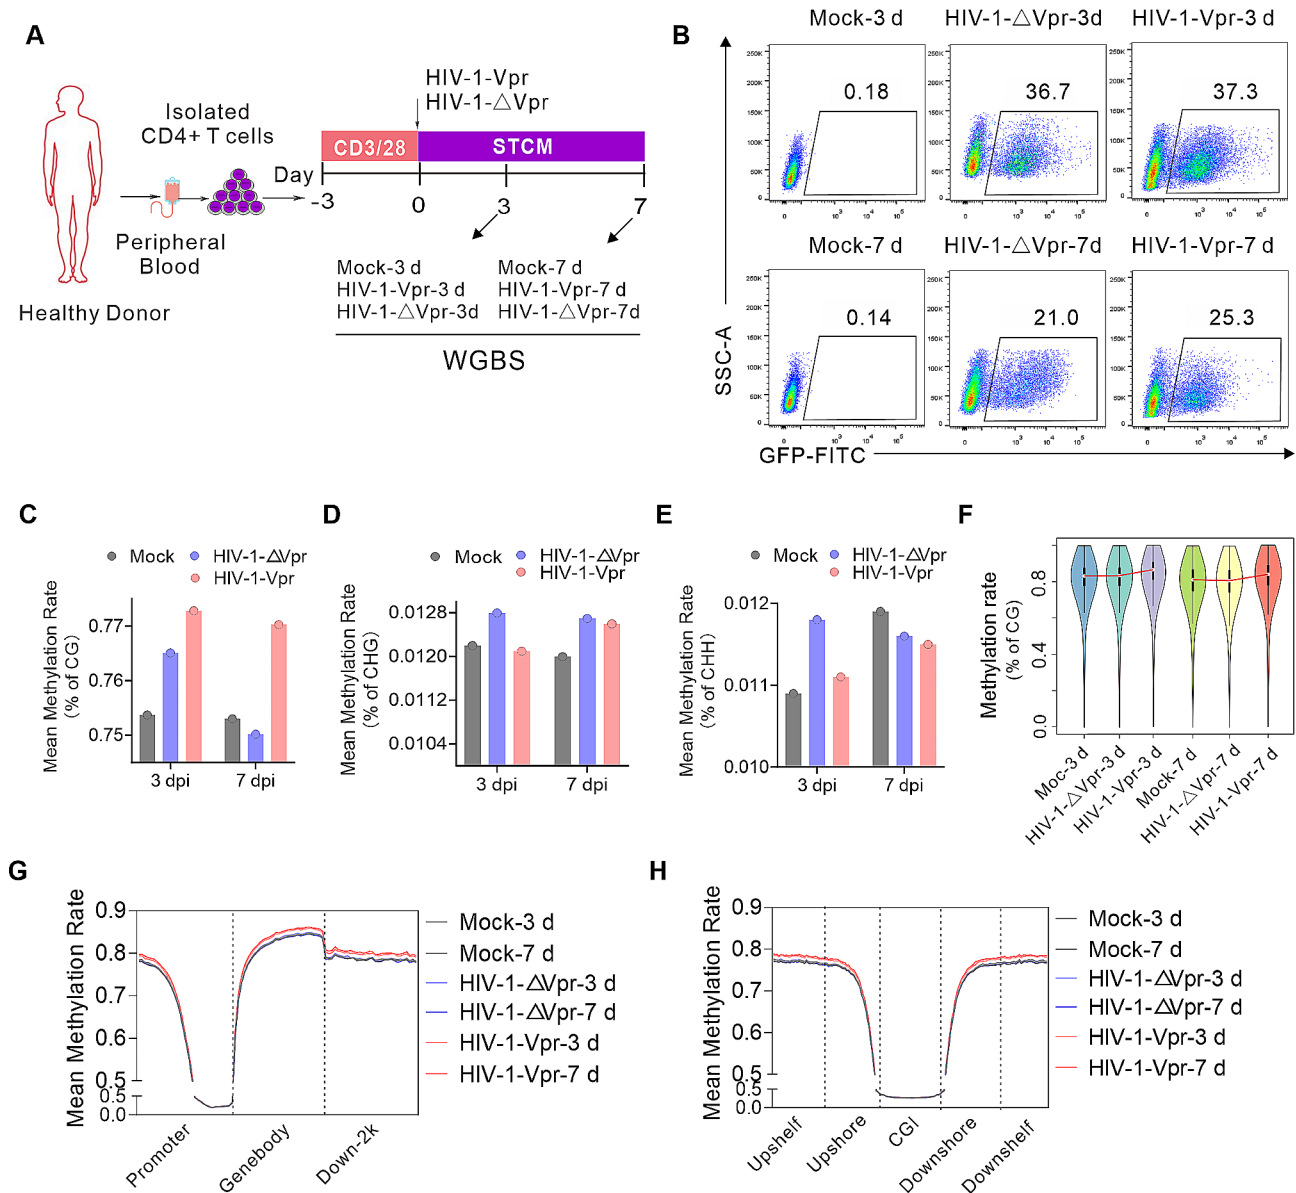 A
Isolated
CD4+ T cells
Peripheral
Blood
Healthy Donor
HIV-1-Vpr
HIV-1-△Vpr
CD3/28
STCM
Day
-3
0
3
7
Mock-3 d
HIV-1-Vpr-3 d
HIV-1-△Vpr-3d
Mock-7 d
HIV-1-Vpr-7 d
HIV-1-△Vpr-7d
WGBS
B
Mock-3 d
HIV-1-△Vpr-3d
HIV-1-Vpr-3 d
0.18
36.7
37.3
Mock-7 d
HIV-1-△Vpr-7d
HIV-1-Vpr-7 d
0.14
21.0
25.3
SSC-A
GFP-FITC
C
Mock
HIV-1-△Vpr
HIV-1-Vpr
Mean Methylation Rate
(% of CG)
0.77
0.76
0.75
3 dpi
7 dpi
D
Mock
HIV-1-△Vpr
HIV-1-Vpr
Mean Methylation Rate
(% of CHG)
0.0128
0.0120
0.0112
0.0104
3 dpi
7 dpi
E
Mock
HIV-1-△Vpr
HIV-1-Vpr
Mean Methylation Rate
(% of CHH)
0.012
0.011
0.010
3 dpi
7 dpi
F
Methylation rate
(% of CG)
0.8
0.4
0.0
Moc-3 d
HIV-1-△Vpr-3 d
HIV-1-Vpr-3 d
Mock-7 d
HIV-1-△Vpr-7 d
HIV-1-Vpr-7 d
G
Mean Methylation Rate
0.9
0.8
0.7
0.6
0.5
0.5
0.0
Promoter
Genebody
Down-2k
Mock-3 d
Mock-7 d
HIV-1-△Vpr-3 d
HIV-1-△Vpr-7 d
HIV-1-Vpr-3 d
HIV-1-Vpr-7 d
H
Mean Methylation Rate
0.9
0.8
0.7
0.6
0.5
0.5
0.0
Upshelf
Upshore
CGI
Downshore
Downshelf
Mock-3 d
Mock-7 d
HIV-1-△Vpr-3 d
HIV-1-△Vpr-7 d
HIV-1-Vpr-3 d
HIV-1-Vpr-7 d